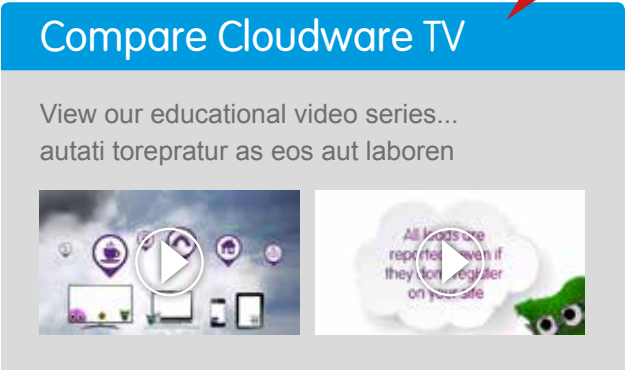 Compare Cloudware TV
View our educational video series...
autati torepratur as eos aut laboren
All leads are
reported even if
they don't register
on your site